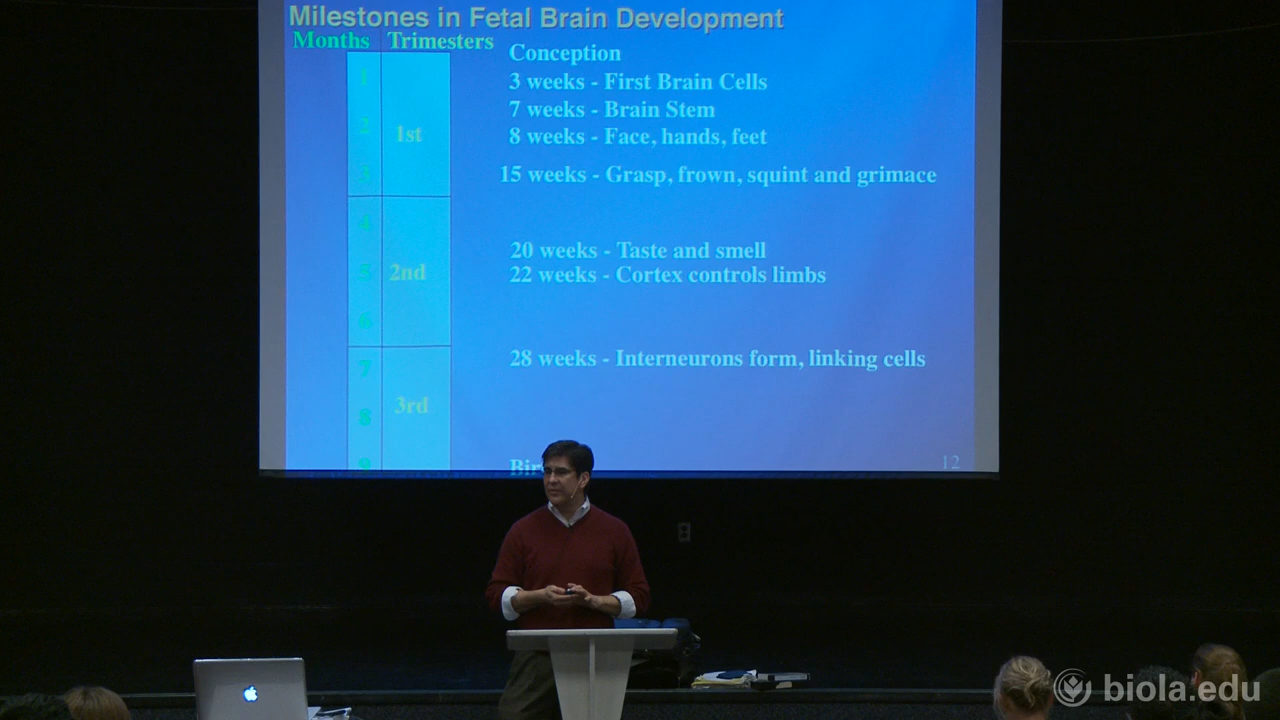 Milestones in Fetal Brain Development
Months Trimesters
Conception
1
3 weeks - First Brain Cells
7 weeks - Brain Stem
2
1st
8 weeks - Face, hands, feet
3
15 weeks - Grasp, frown, squint and grimace
4
20 weeks - Taste and smell
5
2nd
22 weeks - Cortex controls limbs
6
28 weeks - Interneurons form, linking cells
7
3rd
8
9
12
biola.edu